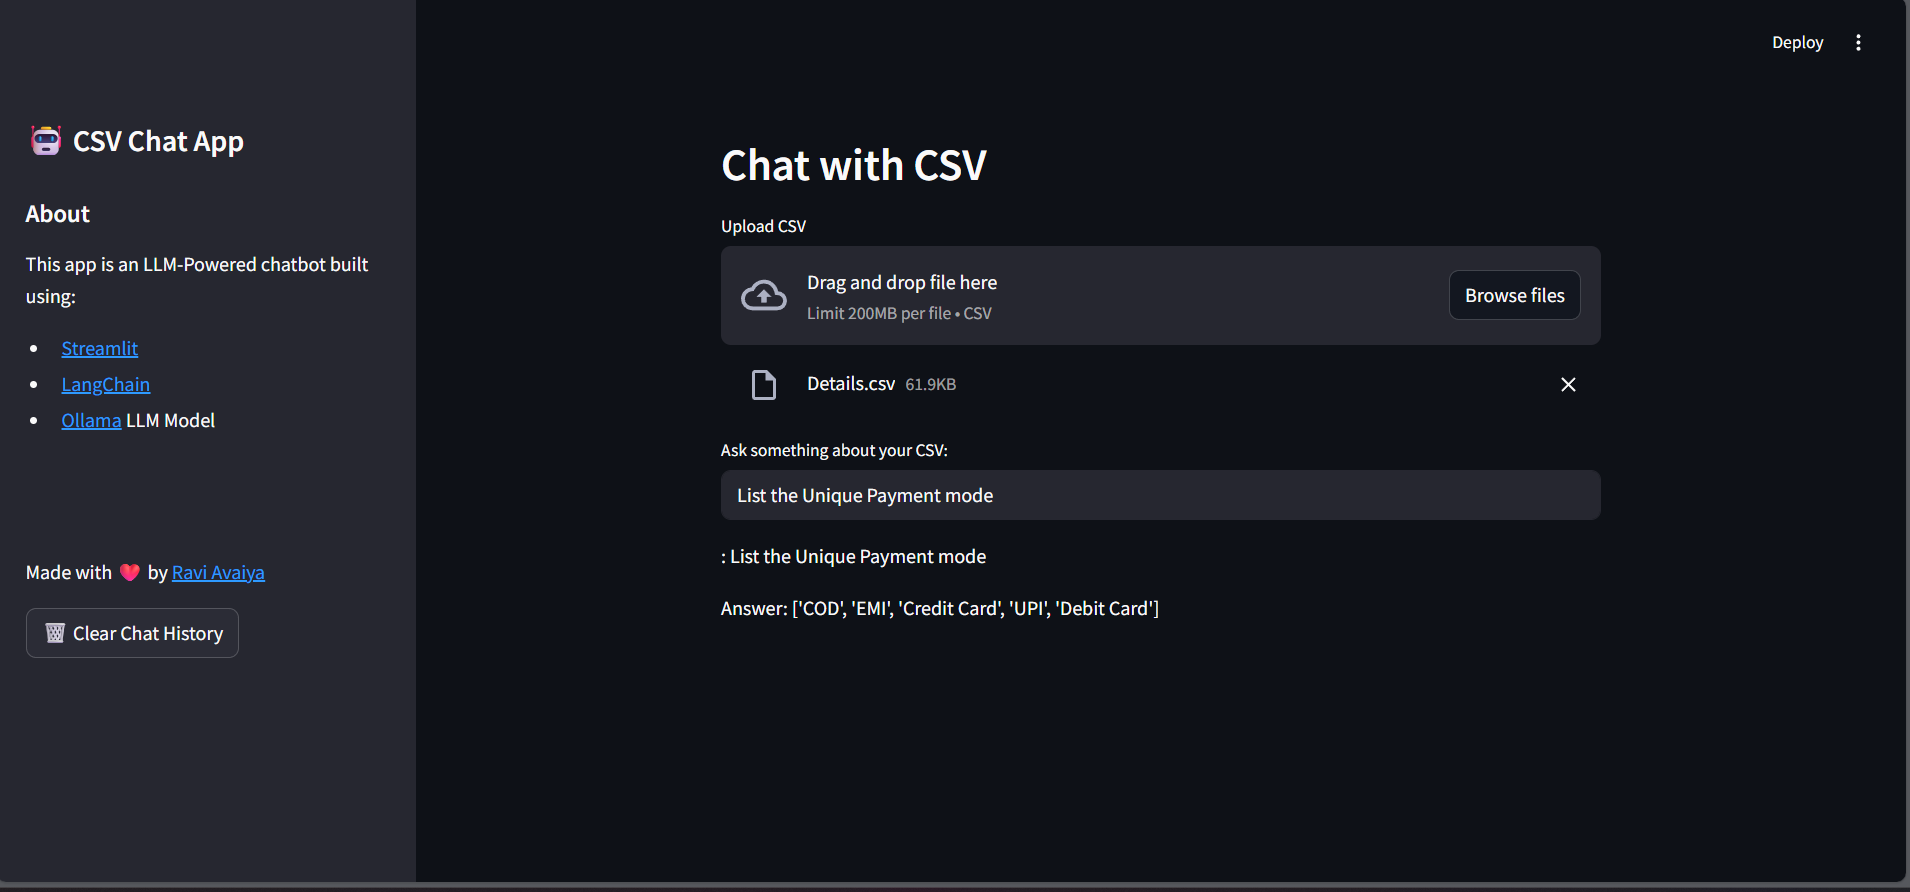 Deploy
CSV Chat App
About
This app is an LLM-Powered chatbot built
using:
Streamlit
LangChain
Ollama LLM Model
Made with ❤️ by Ravi Avaiya
Clear Chat History
Chat with CSV
Upload CSV
Drag and drop file here
Limit 200MB per file • CSV
Browse files
Details.csv 61.9KB
Ask something about your CSV:
List the Unique Payment mode
: List the Unique Payment mode
Answer: ['COD', 'EMI', 'Credit Card', 'UPI', 'Debit Card']